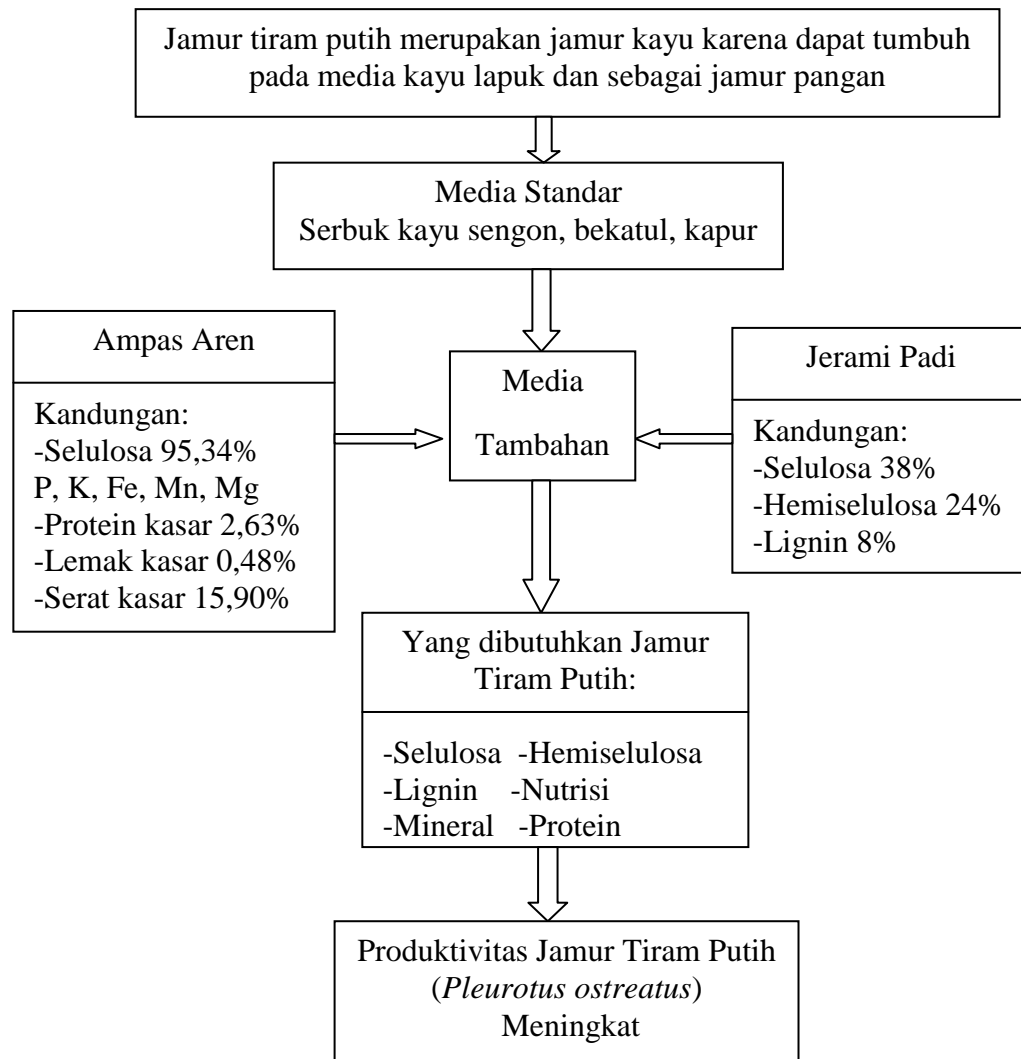 Jamur tiram putih merupakan jamur kayu karena dapat tumbuh
pada media kayu lapuk dan sebagai jamur pangan
Media Standar
Serbuk kayu sengon, bekatul, kapur
Ampas Aren
Kandungan:
-Selulosa 95,34%
P, K, Fe, Mn, Mg
-Protein kasar 2,63%
-Lemak kasar 0,48%
-Serat kasar 15,90%
Media
Tambahan
Jerami Padi
Kandungan:
-Selulosa 38%
-Hemiselulosa 24%
-Lignin 8%
Yang dibutuhkan Jamur
Tiram Putih:
-Selulosa -Hemiselulosa
-Lignin -Nutrisi
-Mineral -Protein
Produktivitas Jamur Tiram Putih
(Pleurotus ostreatus)
Meningkat